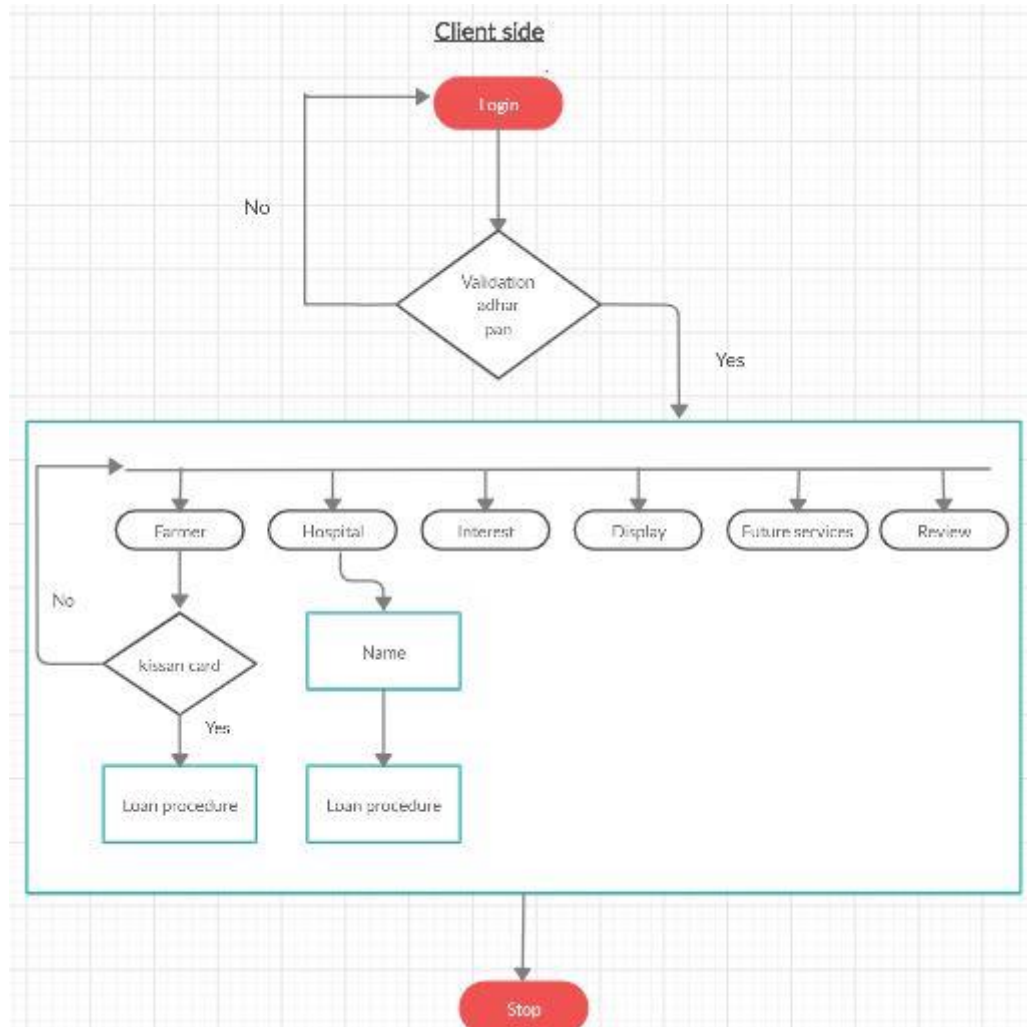 Client side
Login
No
Validation
adhar
pan
Yes
Farmer
Hospital
Interest
Display
Future services
Review
No
Name
kissan card
Yes
Loan procedure
Loan procedure
Stop